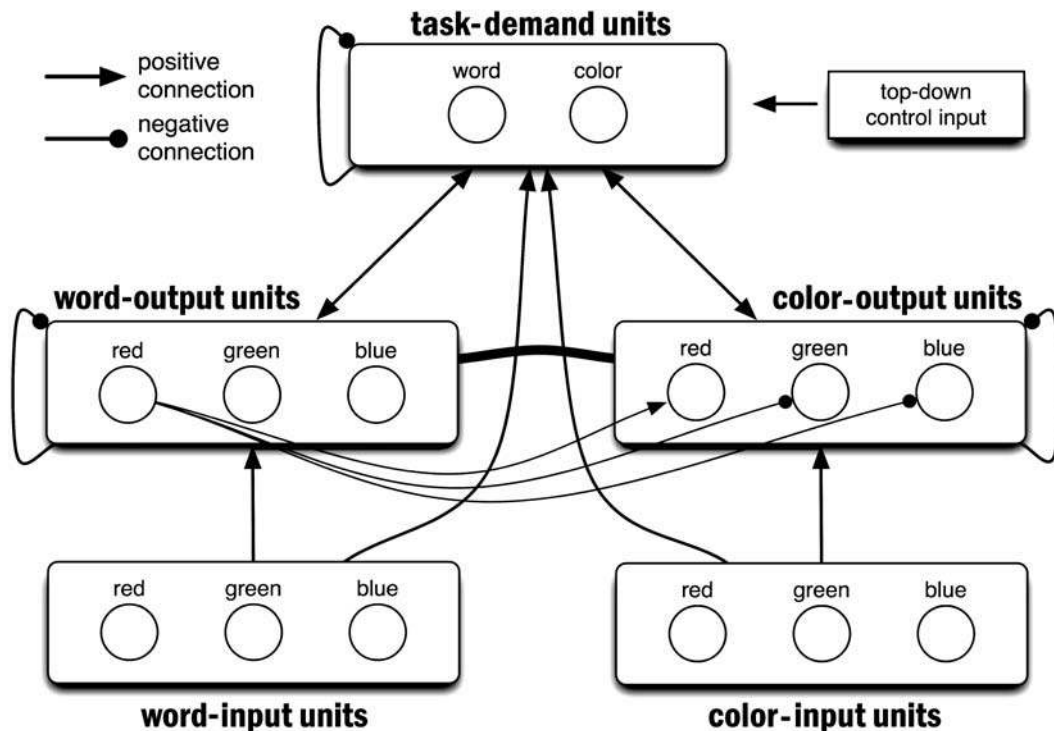 task-demand units
positive
connection
negative
connection
word color
top-down
control input
word-output units
color-output units
red green blue
red green blue
red green blue
red green blue
word-input units
color-input units